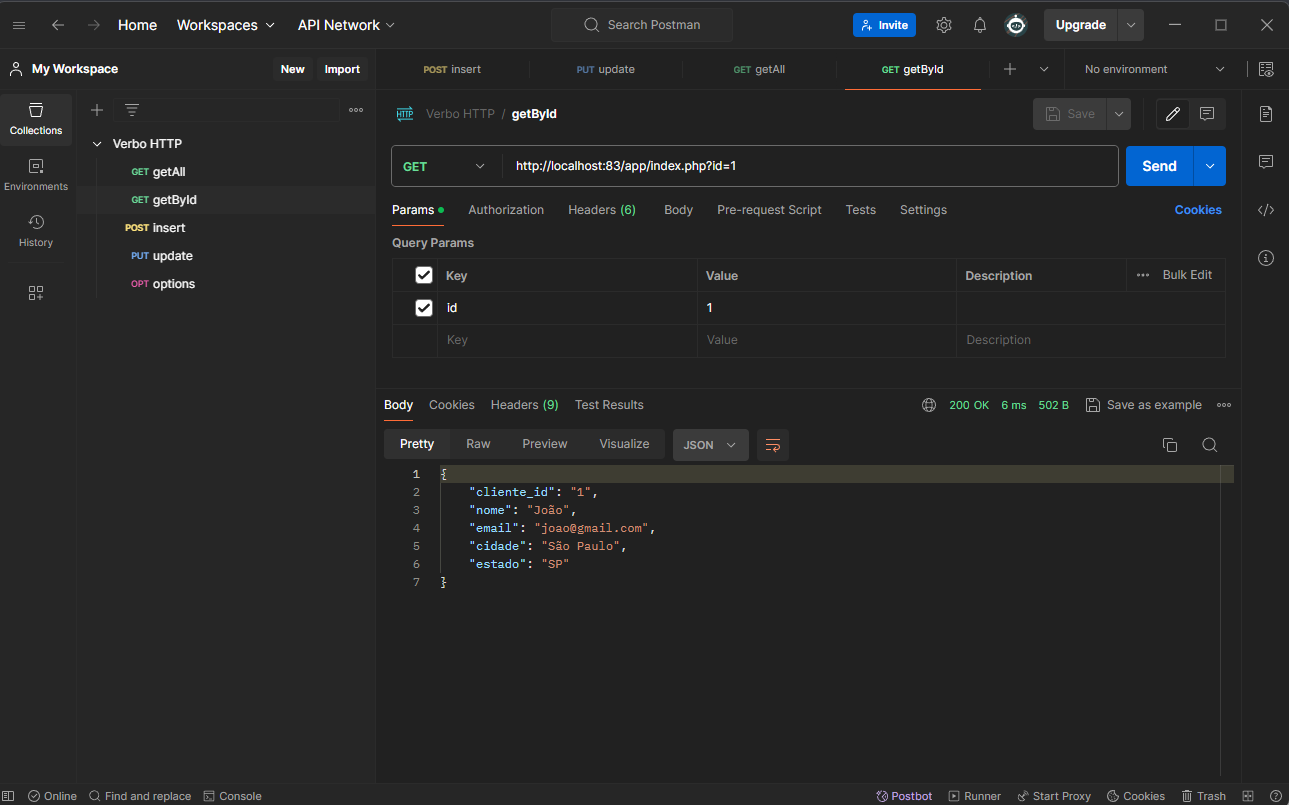 Home Workspaces API Network Search Postman Invite Upgrade
My Workspace New Import POST insert PUT update GET getAll GET getById No environment
Collections
Environments
History
Verbo HTTP
GET getAll
GET getById
POST insert
PUT update
OPT options
HTTP Verbo HTTP / getById Save
GET http://localhost:83/app/index.php?id=1 Send
Params Authorization Headers (6) Body Pre-request Script Tests Settings Cookies
Query Params
Key Value Description Bulk Edit
id 1
Key Value Description
Body Cookies Headers (9) Test Results 200 OK 6 ms 502 B Save as example
Pretty Raw Preview Visualize JSON
1 {
2 "cliente_id": "1",
3 "nome": "João",
4 "email": "joao@gmail.com",
5 "cidade": "São Paulo",
6 "estado": "SP"
7 }
Online Find and replace Console Postbot Runner Start Proxy Cookies Trash